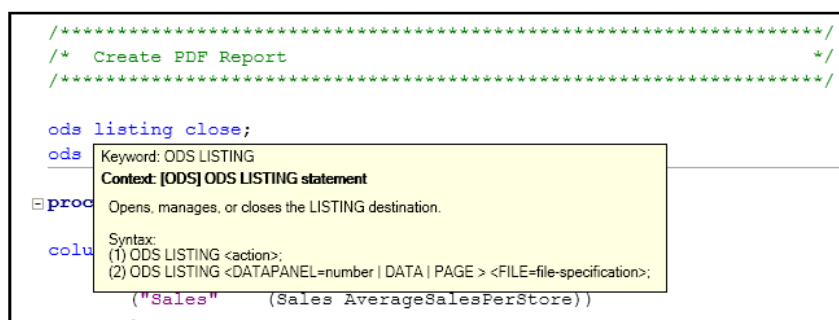 /*******************************************************************/
/* Create PDF Report */
/*******************************************************************/
ods listing close;
ods
Keyword: ODS LISTING
Context: [ODS] ODS LISTING statement
proc
Opens, manages, or closes the LISTING destination.
Syntax:
(1) ODS LISTING <action>;
colu
(2) ODS LISTING <DATAPANEL=number | DATA | PAGE > <FILE=file-specification>;
("Sales" (Sales AverageSalesPerStore))